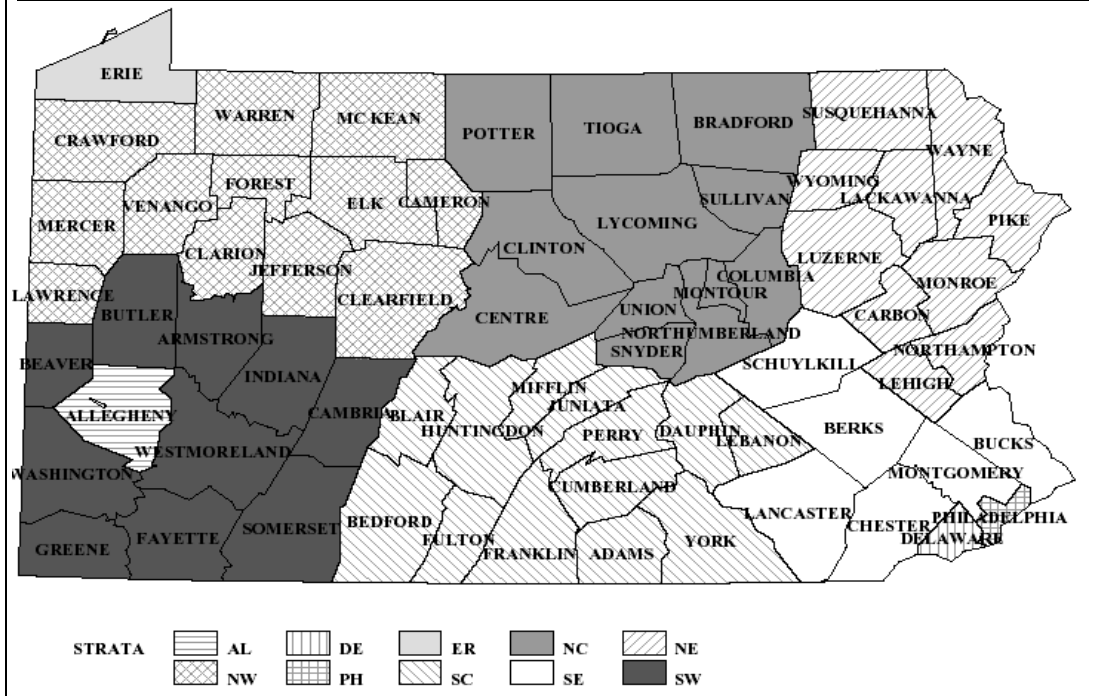 ERIE
WARREN
MC KEAN
SUSQUEHANNA
CRAWFORD
POTTER
TIOGA
BRADFORD
WAYNE
FOREST
WYOMING
MERCER
VENANGO
ELK
CAMERON
SULLIVAN
LACKAWANNA
LYCOMING
PIKE
CLARION
CLINTON
JEFFERSON
LUZERNE
COLUMBIA
MONROE
LAWRENCE
CLEARFIELD
MONTOUR
BUTLER
UNION
CARBON
CENTRE
ARMSTRONG
NORTHUMBERLAND
SNYDER
NORTHAMPTON
BEAVER
SCHUYLKILL
INDIANA
LEHIGH
MIFFLIN
JUNIATA
ALLEGHENY
CAMBRIA
BLAIR
HUNTINGDON
PERRY
DAUPHIN
LEBANON
BERKS
BUCKS
WESTMORELAND
WASHINGTON
MONTGOMERY
CUMBERLAND
LANCASTER
PHILADELPHIA
BEDFORD
SOMERSET
CHESTER
FAYETTE
FULTON
DELAWARE
YORK
GREENE
FRANKLIN
ADAMS
STRATA AL DE ER NC NE
NW PH SC SE SW